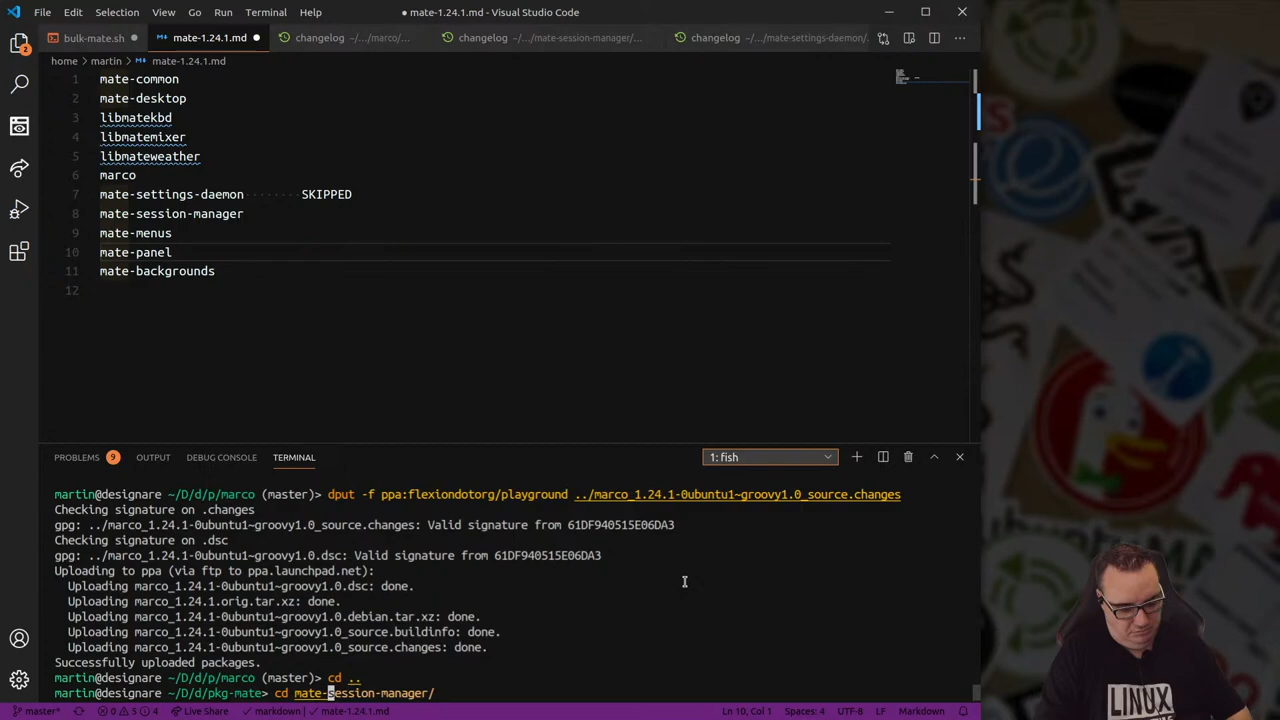 File Edit Selection View Go Run Terminal Help
● mate-1.24.1.md - Visual Studio Code
bulk-mate.sh ● mate-1.24.1.md ● changelog ~/.../marco/... changelog ~/.../mate-session-manager/... changelog ~/.../mate-settings-daemon/.
home > martin > mate-1.24.1.md
1 mate-common
2 mate-desktop
3 libmatekbd
4 libmatemixer
5 libmateweather
6 marco
7 mate-settings-daemon SKIPPED
8 mate-session-manager
9 mate-menus
10 mate-panel
11 mate-backgrounds
12
PROBLEMS 9 OUTPUT DEBUG CONSOLE TERMINAL 1: fish
martin@designare ~/D/d/p/marco (master)> dput -f ppa:flexiondotorg/playground ../marco_1.24.1-0ubuntu1~groovy1.0_source.changes
Checking signature on .changes
gpg: ../marco_1.24.1-0ubuntu1~groovy1.0_source.changes: Valid signature from 61DF940515E06DA3
Checking signature on .dsc
gpg: ../marco_1.24.1-0ubuntu1~groovy1.0.dsc: Valid signature from 61DF940515E06DA3
Uploading to ppa (via ftp to ppa.launchpad.net):
Uploading marco_1.24.1-0ubuntu1~groovy1.0.dsc: done.
Uploading marco_1.24.1.orig.tar.xz: done.
Uploading marco_1.24.1-0ubuntu1~groovy1.0.debian.tar.xz: done.
Uploading marco_1.24.1-0ubuntu1~groovy1.0_source.buildinfo: done.
Uploading marco_1.24.1-0ubuntu1~groovy1.0_source.changes: done.
Successfully uploaded packages.
martin@designare ~/D/d/p/marco (master)> cd ..
martin@designare ~/D/d/pkg-mate> cd mate-session-manager/
master* 0 5 4 Live Share markdown | mate-1.24.1.md Ln 10, Col 1 Spaces: 4 UTF-8 LF Markdown
2
LINUX